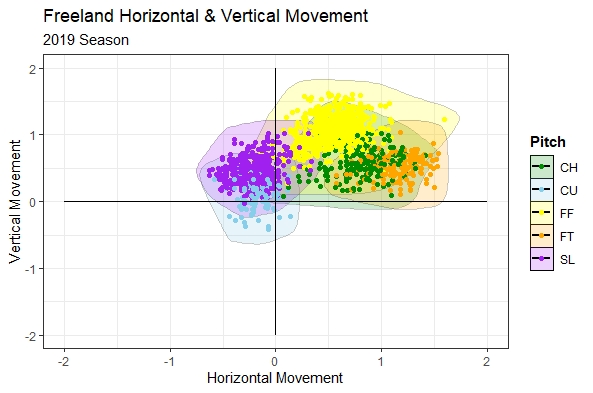 Freeland Horizontal & Vertical Movement
2019 Season
Vertical Movement
2
1
0
-1
-2
-2
-1
0
1
2
Horizontal Movement
Pitch
CH
CU
FF
FT
SL